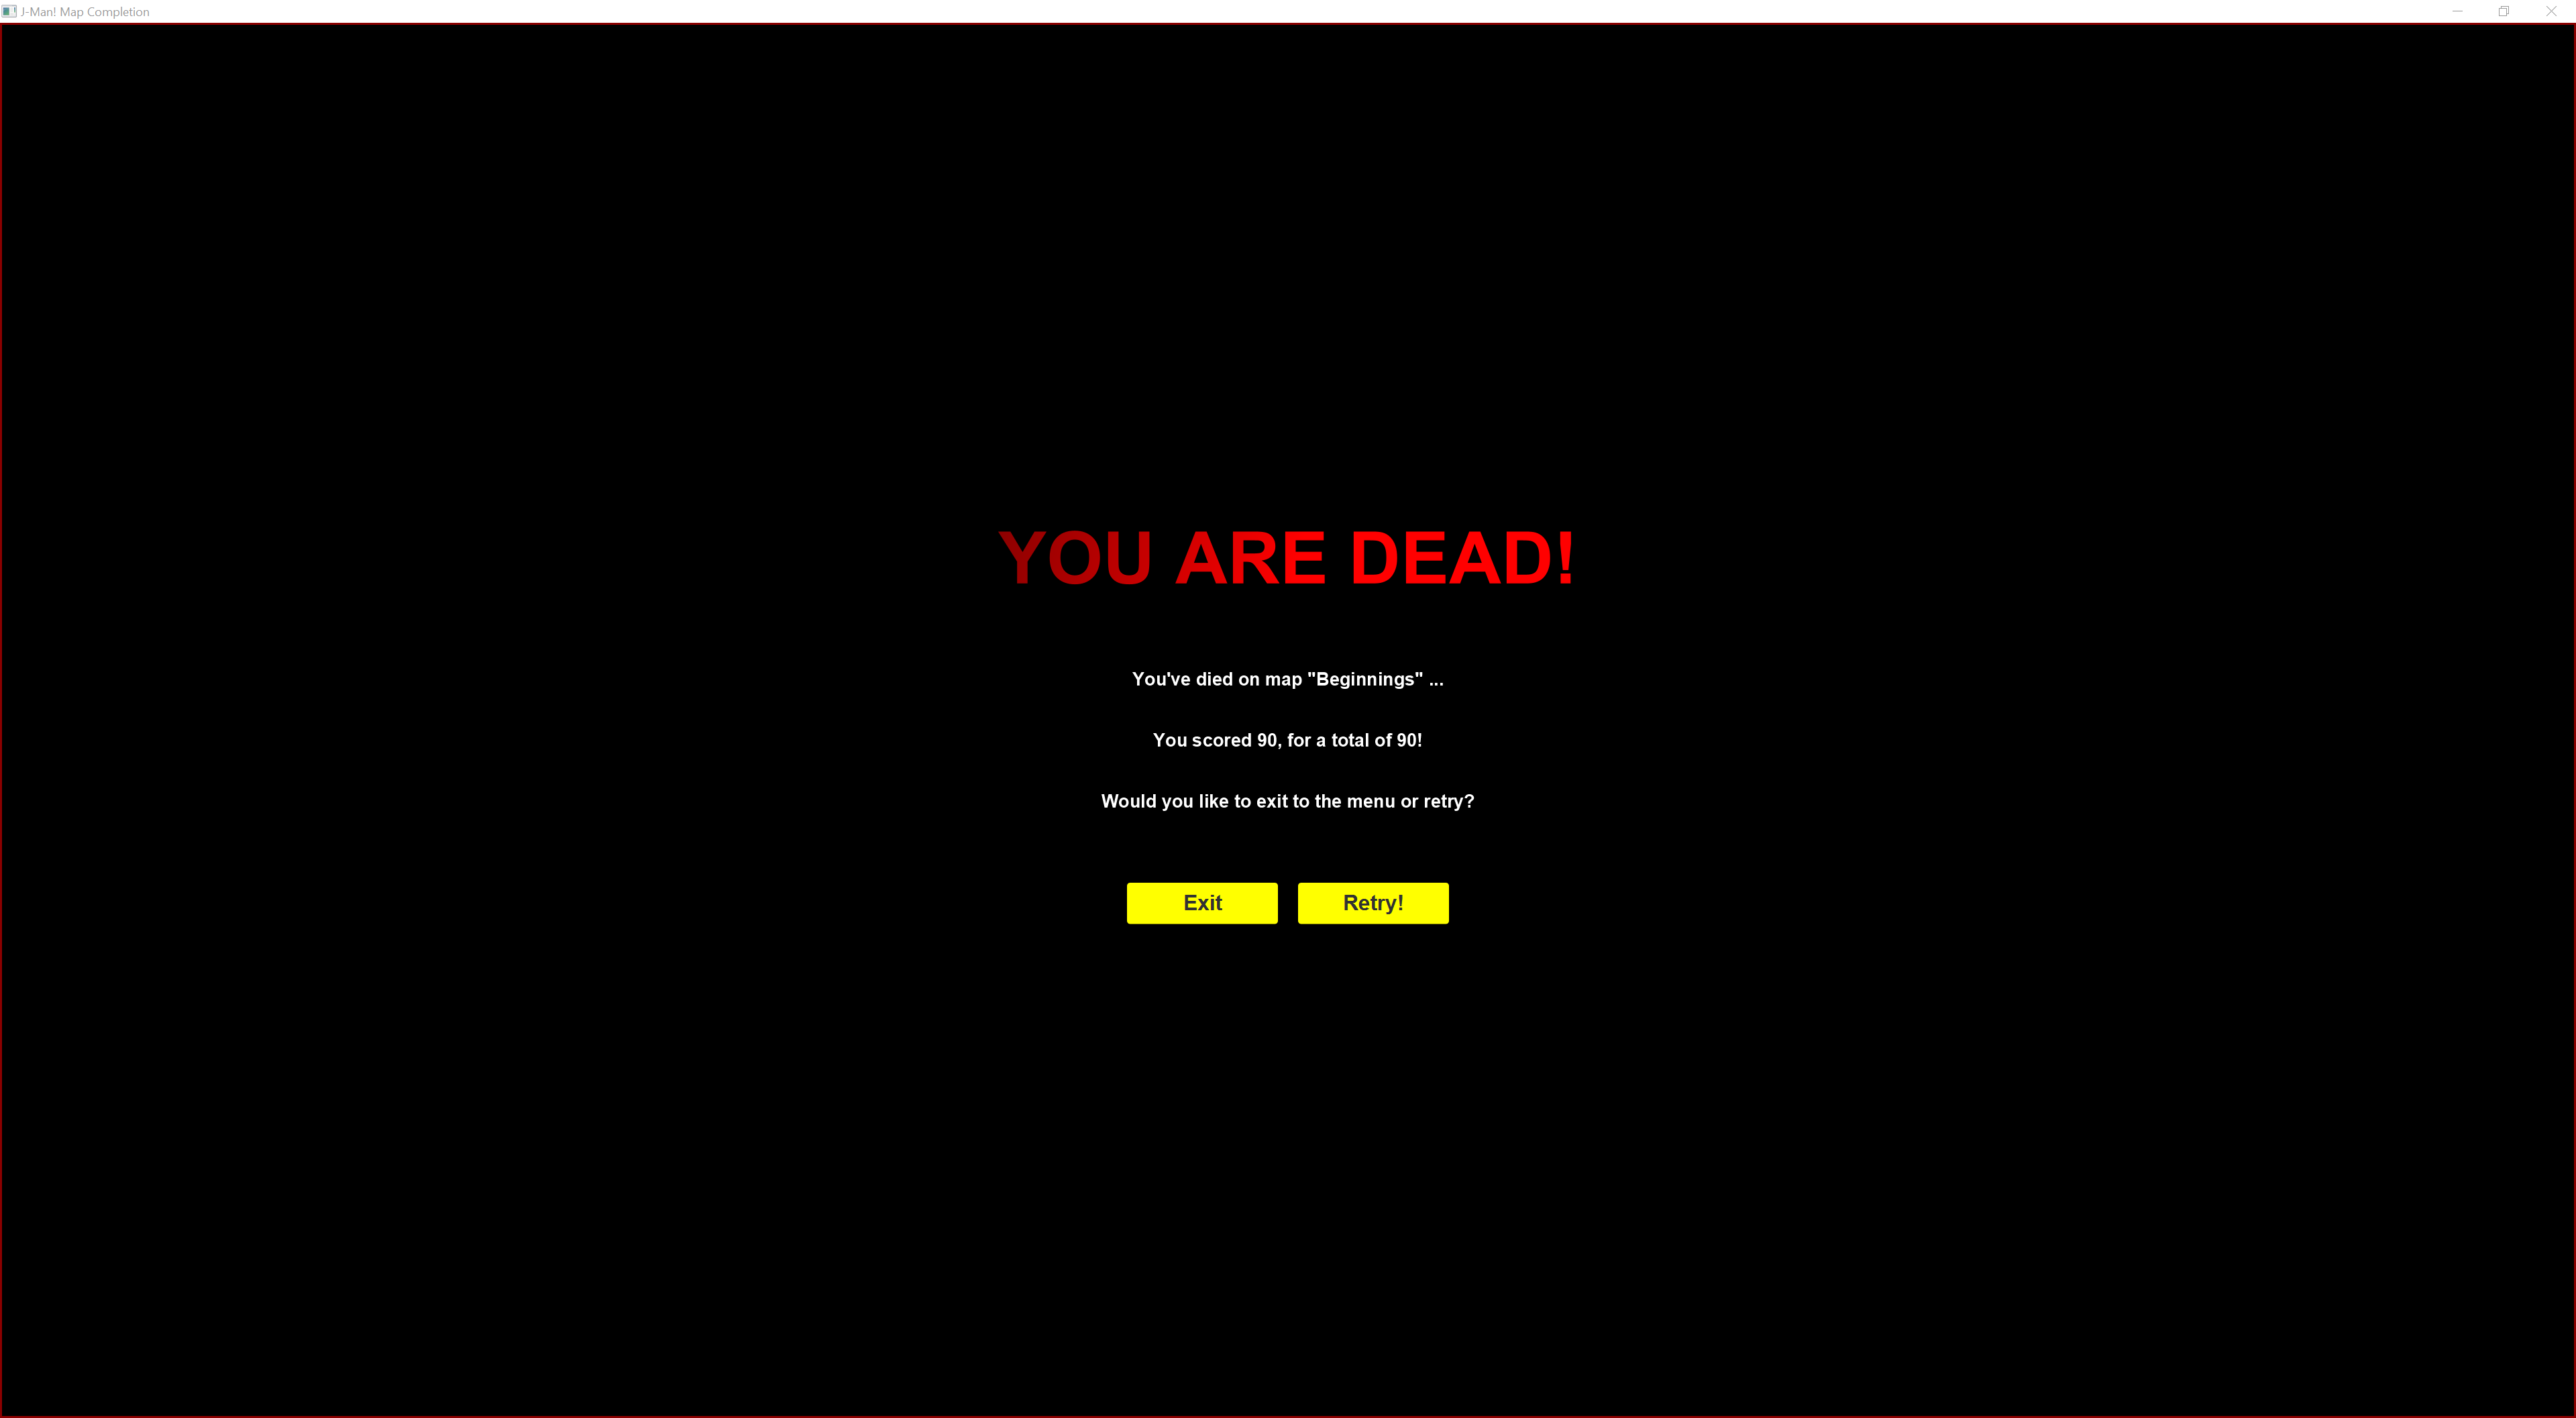 J-Man! Map Completion
YOU ARE DEAD!
You've died on map "Beginnings" ...
You scored 90, for a total of 90!
Would you like to exit to the menu or retry?
Exit
Retry!